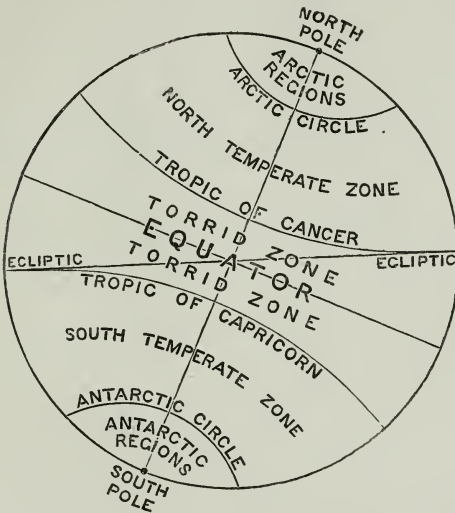 NORTH
POLE
ARCTIC
REGIONS
ARCTIC CIRCLE
NORTH TEMPERATE ZONE
TROPIC OF CANCER
TORRID ZONE
EQUATOR
ECLIPTIC
ECLIPTIC
TORRID ZONE
TROPIC OF CAPRICORN
SOUTH TEMPERATE ZONE
ANTARCTIC CIRCLE
ANTARCTIC
REGIONS
SOUTH
POLE